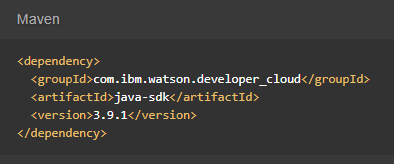 Maven
<dependency>
<groupId>com.ibm.watson.developer_cloud</groupId>
<artifactId>java-sdk</artifactId>
<version>3.9.1</version>
</dependency>